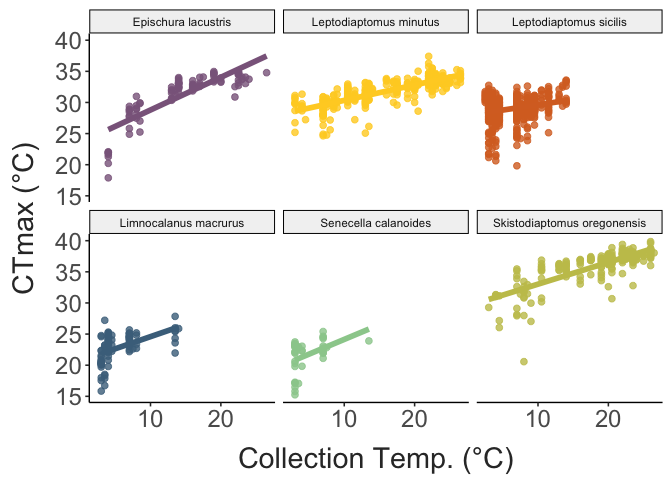 Epischura lacustris Leptodiaptomus minutus Leptodiaptomus sicilis
40
35
30
25
20
15
Limnocalanus macrurus Senecella calanoides Skistodiaptomus oregonensis
40
35
30
25
20
15
10 20 10 20 10 20
CTmax (°C)
Collection Temp. (°C)